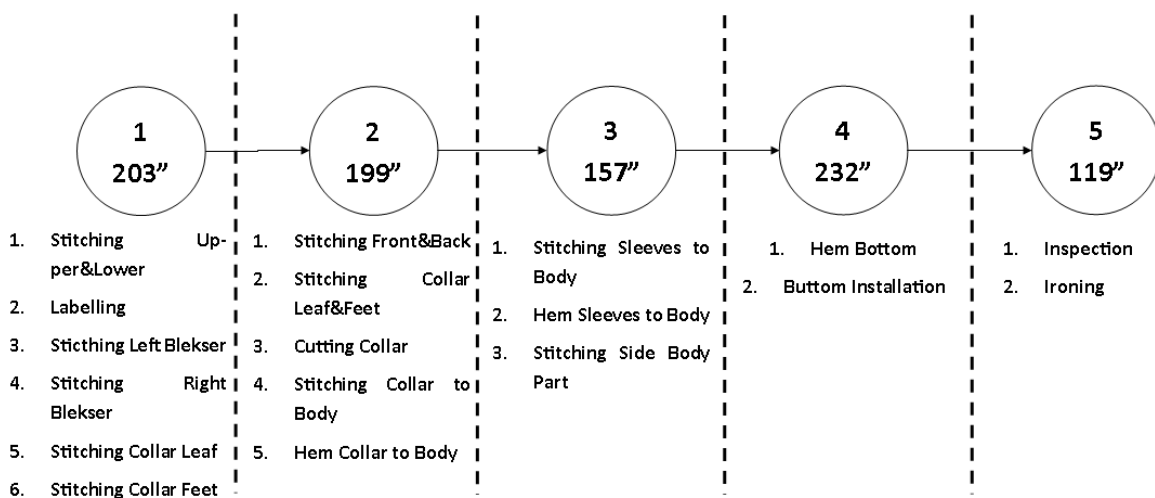 1
203”
2
199”
3
157”
4
232”
5
119”
1. Stitching Up-
per&Lower
2. Labelling
3. Sticthing Left Blekser
4. Stitching Right
Blekser
5. Stitching Collar Leaf
6. Stitching Collar Feet
1. Stitching Front&Back
2. Stitching Collar
Leaf&Feet
3. Cutting Collar
4. Stitching Collar to
Body
5. Hem Collar to Body
1. Stitching Sleeves to
Body
2. Hem Sleeves to Body
3. Stitching Side Body
Part
1. Hem Bottom
2. Buttom Installation
1. Inspection
2. Ironing